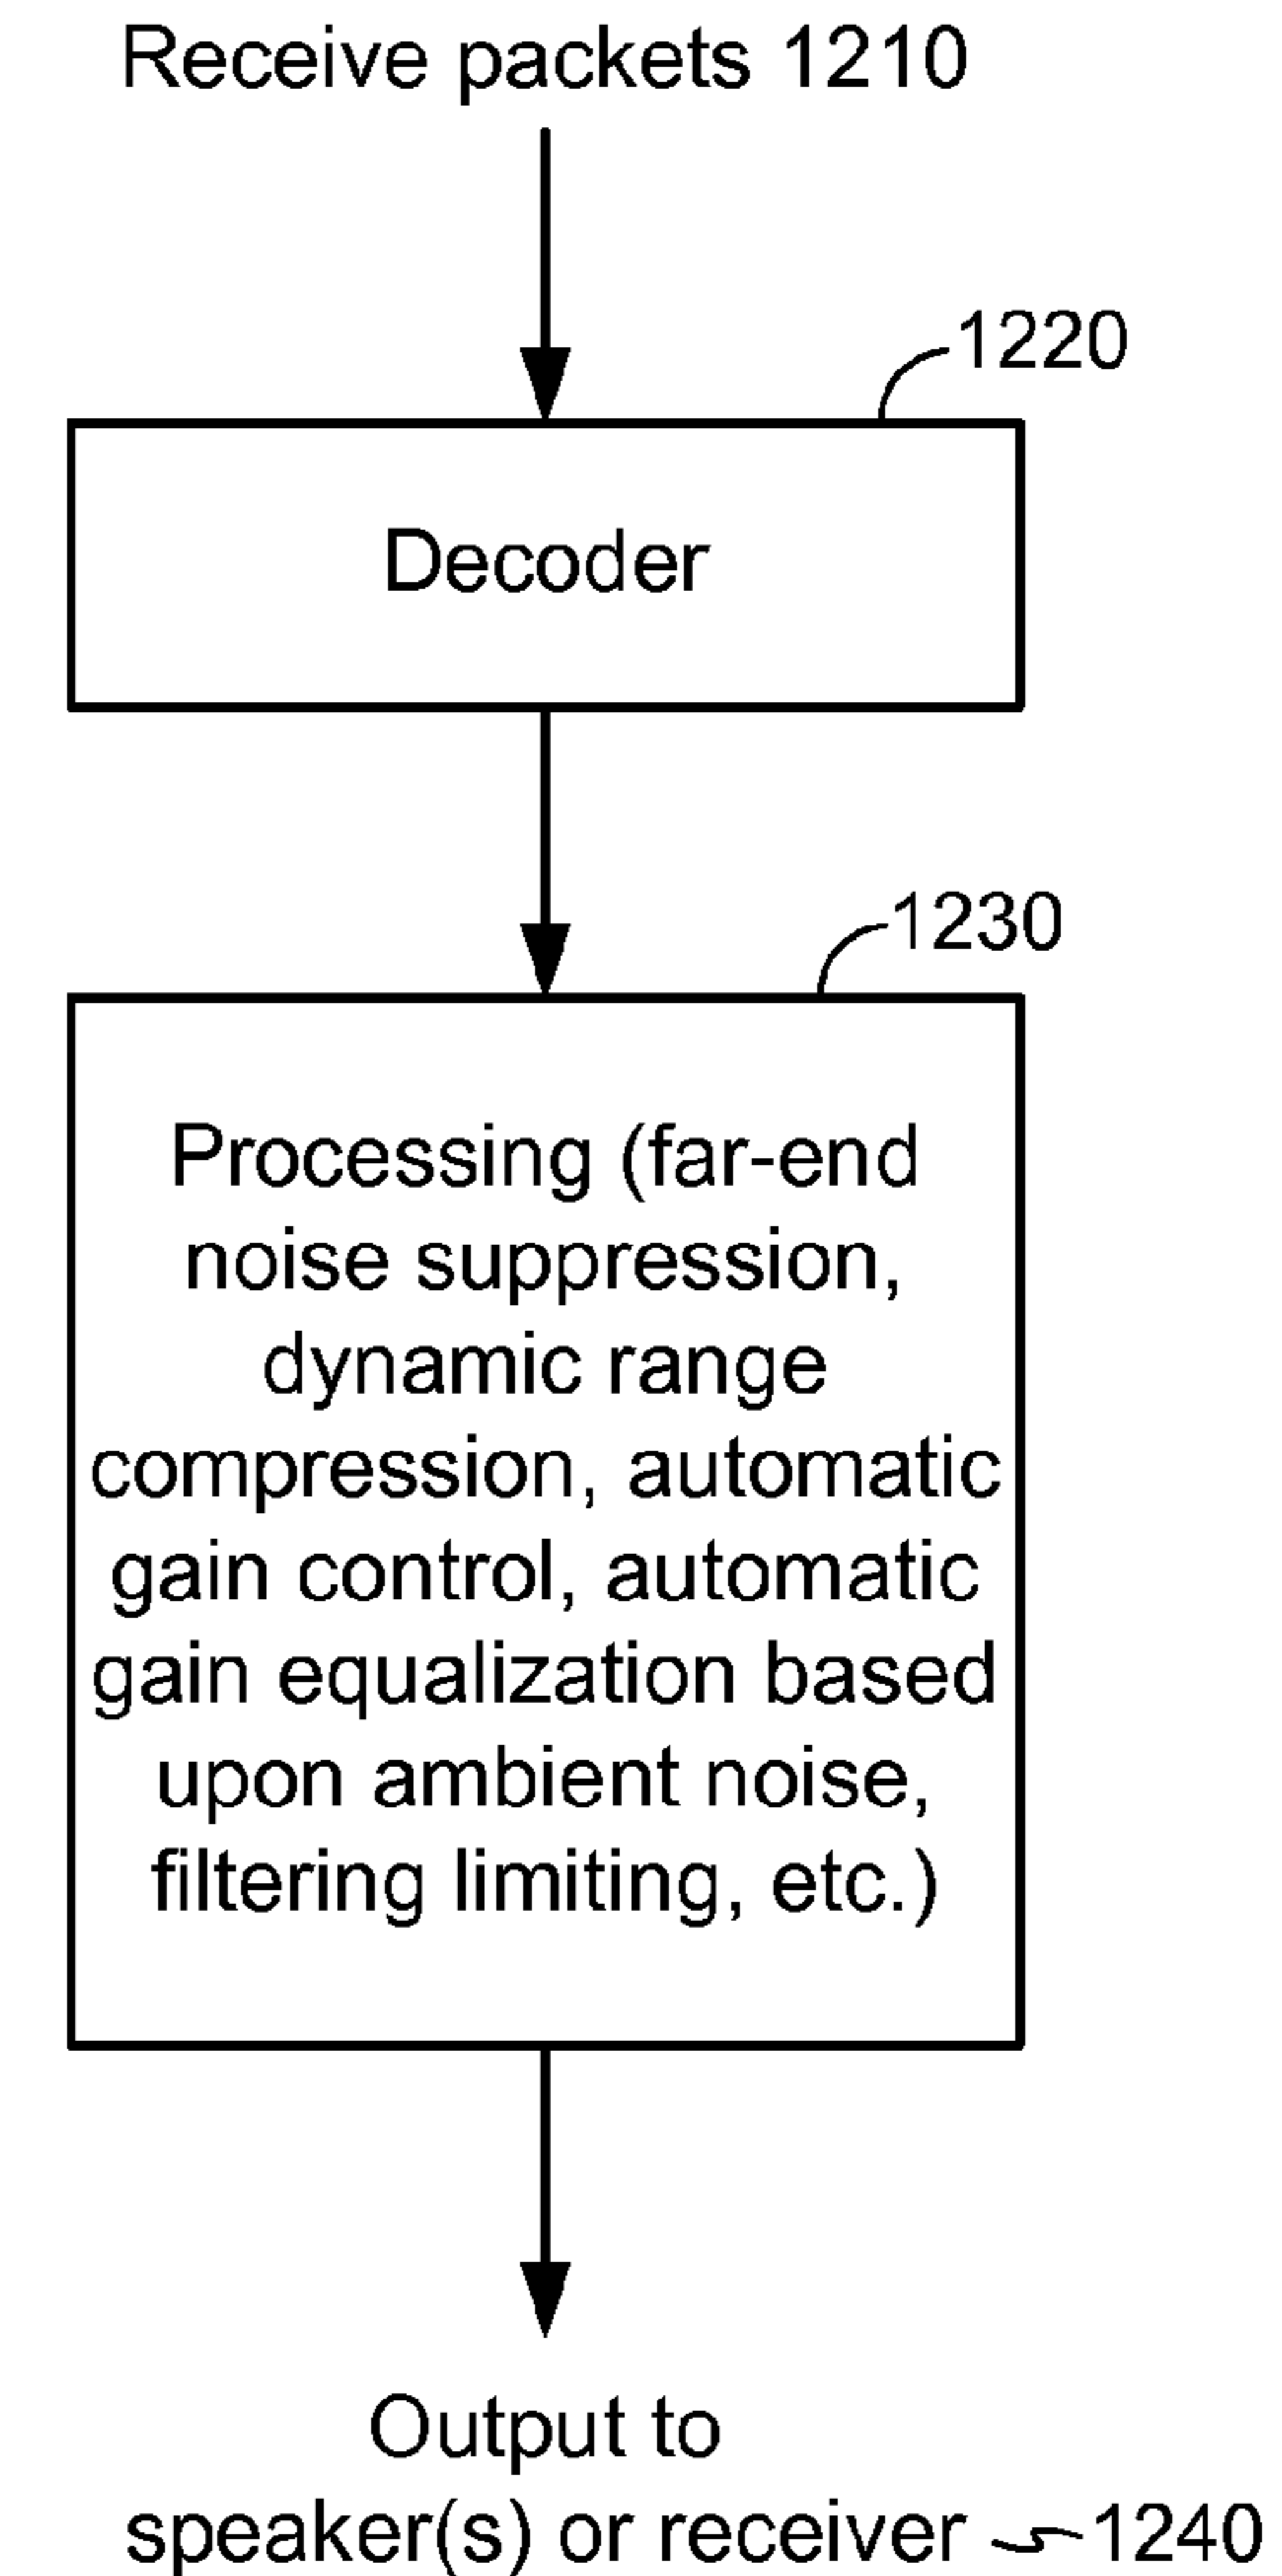 Receive packets 1210
1220
Decoder
1230
Processing (far-end
noise suppression,
dynamic range
compression, automatic
gain control, automatic
gain equalization based
upon ambient noise,
filtering limiting, etc.)
Output to
speaker(s) or receiver 1240